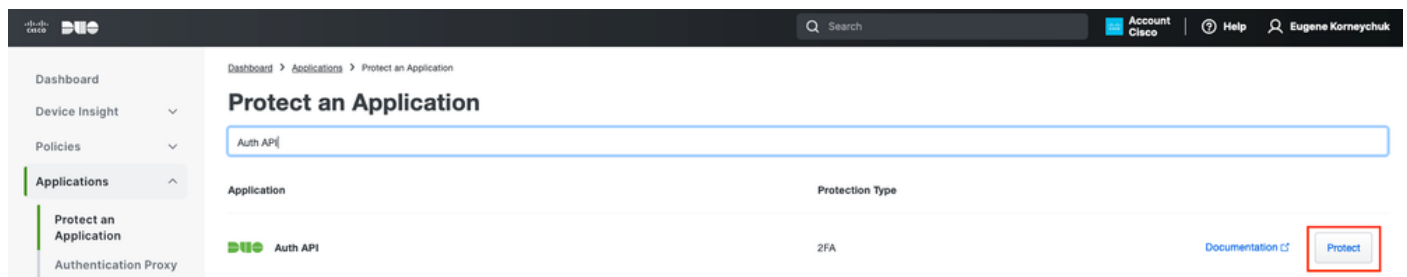 cisco DUO Search Account Cisco Help Eugene Korneychuk
Dashboard > Applications > Protect an Application
Dashboard
Device Insight
Protect an Application
Policies
Auth API
Applications
Application Protection Type
Protect an
Application
DUO Auth API 2FA Documentation Protect
Authentication Proxy